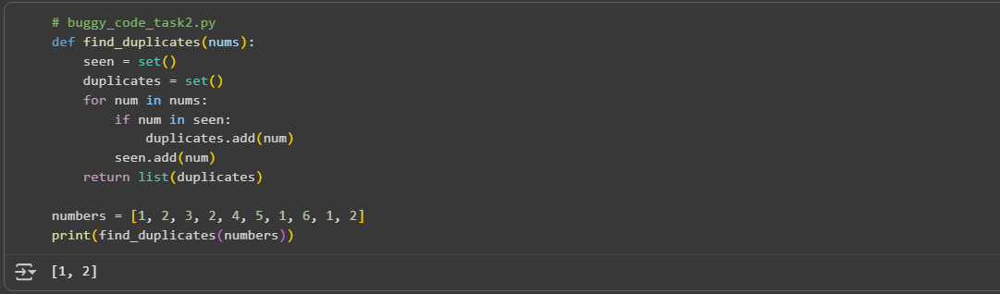 # buggy_code_task2.py
def find_duplicates(nums):
    seen = set()
    duplicates = set()
    for num in nums:
        if num in seen:
            duplicates.add(num)
        seen.add(num)
    return list(duplicates)

numbers = [1, 2, 3, 2, 4, 5, 1, 6, 1, 2]
print(find_duplicates(numbers))
[1, 2]